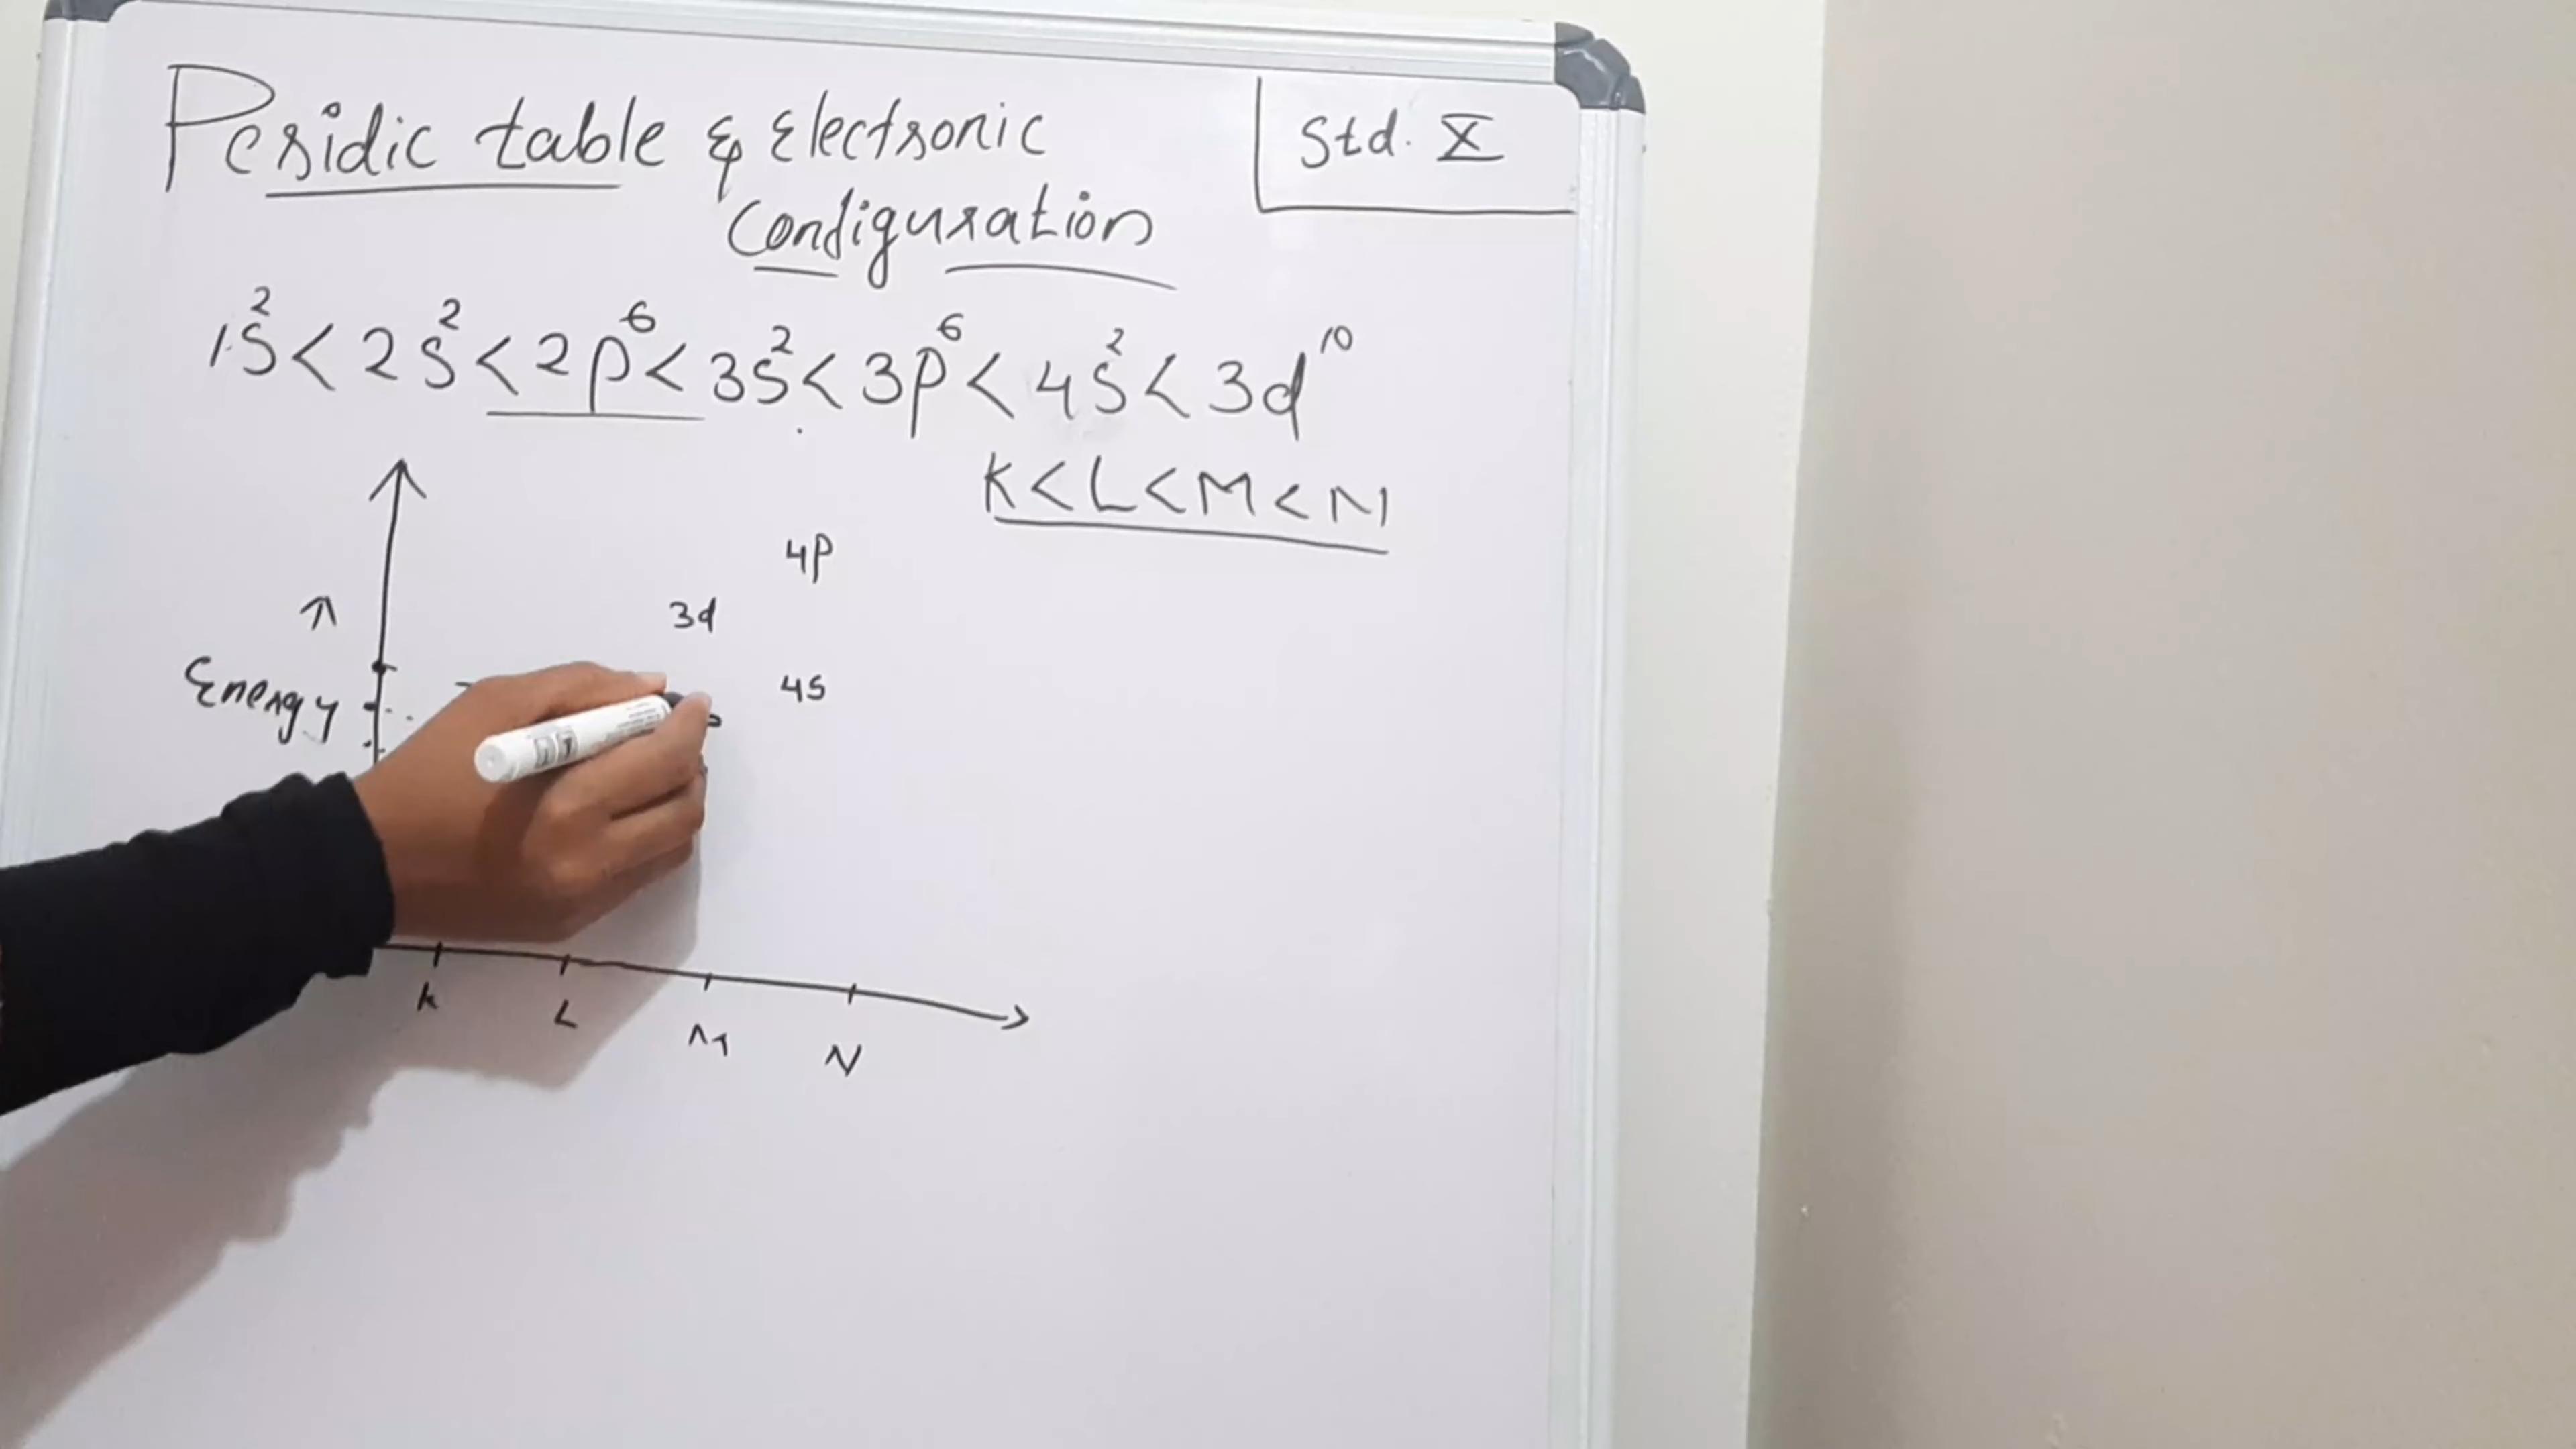 Peridic table & Electronic
Configuration
Std. X
1s² < 2s² < 2p⁶ < 3s² < 3p⁶ < 4s² < 3d¹⁰
K < L < M < N
4p
3d
4s
Energy
K L M N